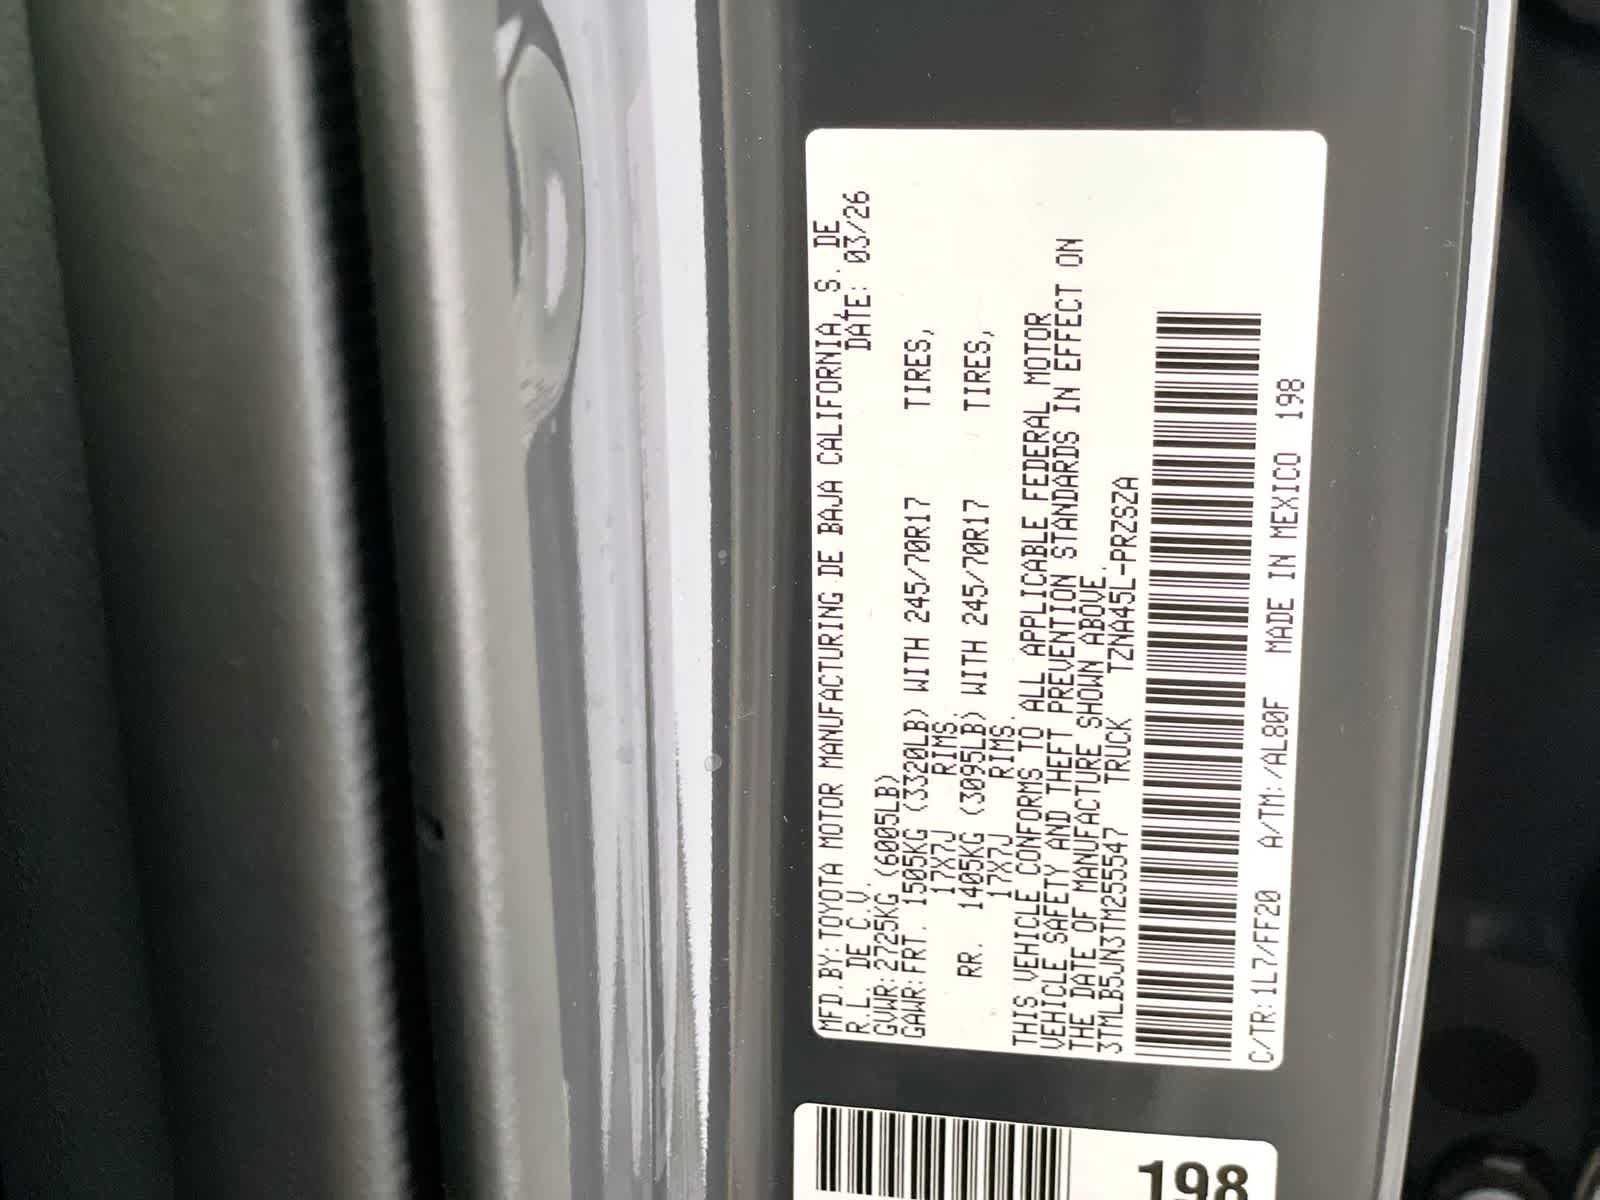 MFD.BY:TOYOTA MOTOR MANUFACTURING DE BAJA CALIFORNIA, S. DE
R.L. DE C.V. DATE: 03/26
GVWR:2725KG (6005LB)
GAWR:FRT. 1505KG (3320LB) WITH 245/70R17 TIRES,
17X7J RIMS.
RR. 1405KG (3095LB) WITH 245/70R17 TIRES,
17X7J RIMS.
THIS VEHICLE CONFORMS TO ALL APPLICABLE FEDERAL MOTOR
VEHICLE SAFETY AND THEFT PREVENTION STANDARDS IN EFFECT ON
THE DATE OF MANUFACTURE SHOWN ABOVE.
3TMLB5JN3TM255547 TRUCK TZNA45L-PRZSZA
C/TR:1L7/FF20 A/TM:/AL80F MADE IN MEXICO 198
198